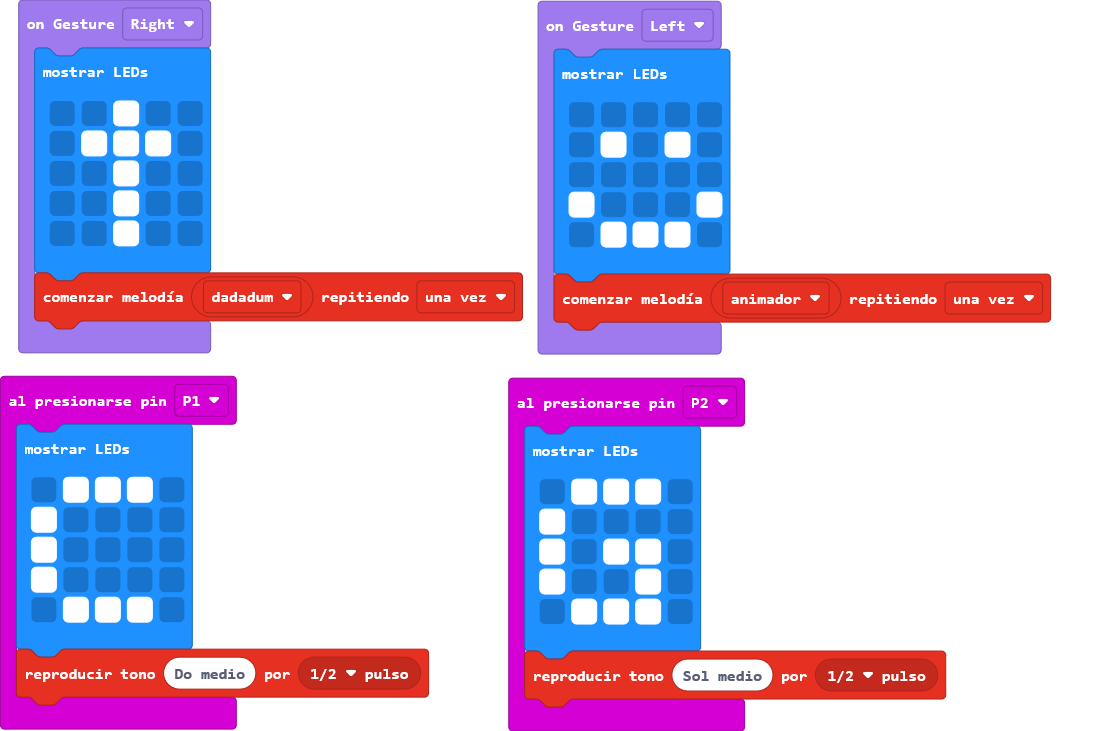 on Gesture Right
mostrar LEDs
comenzar melodía dadadum repitiendo una vez
on Gesture Left
mostrar LEDs
comenzar melodía animador repitiendo una vez
al presionarse pin P1
mostrar LEDs
reproducir tono Do medio por 1/2 pulso
al presionarse pin P2
mostrar LEDs
reproducir tono Sol medio por 1/2 pulso